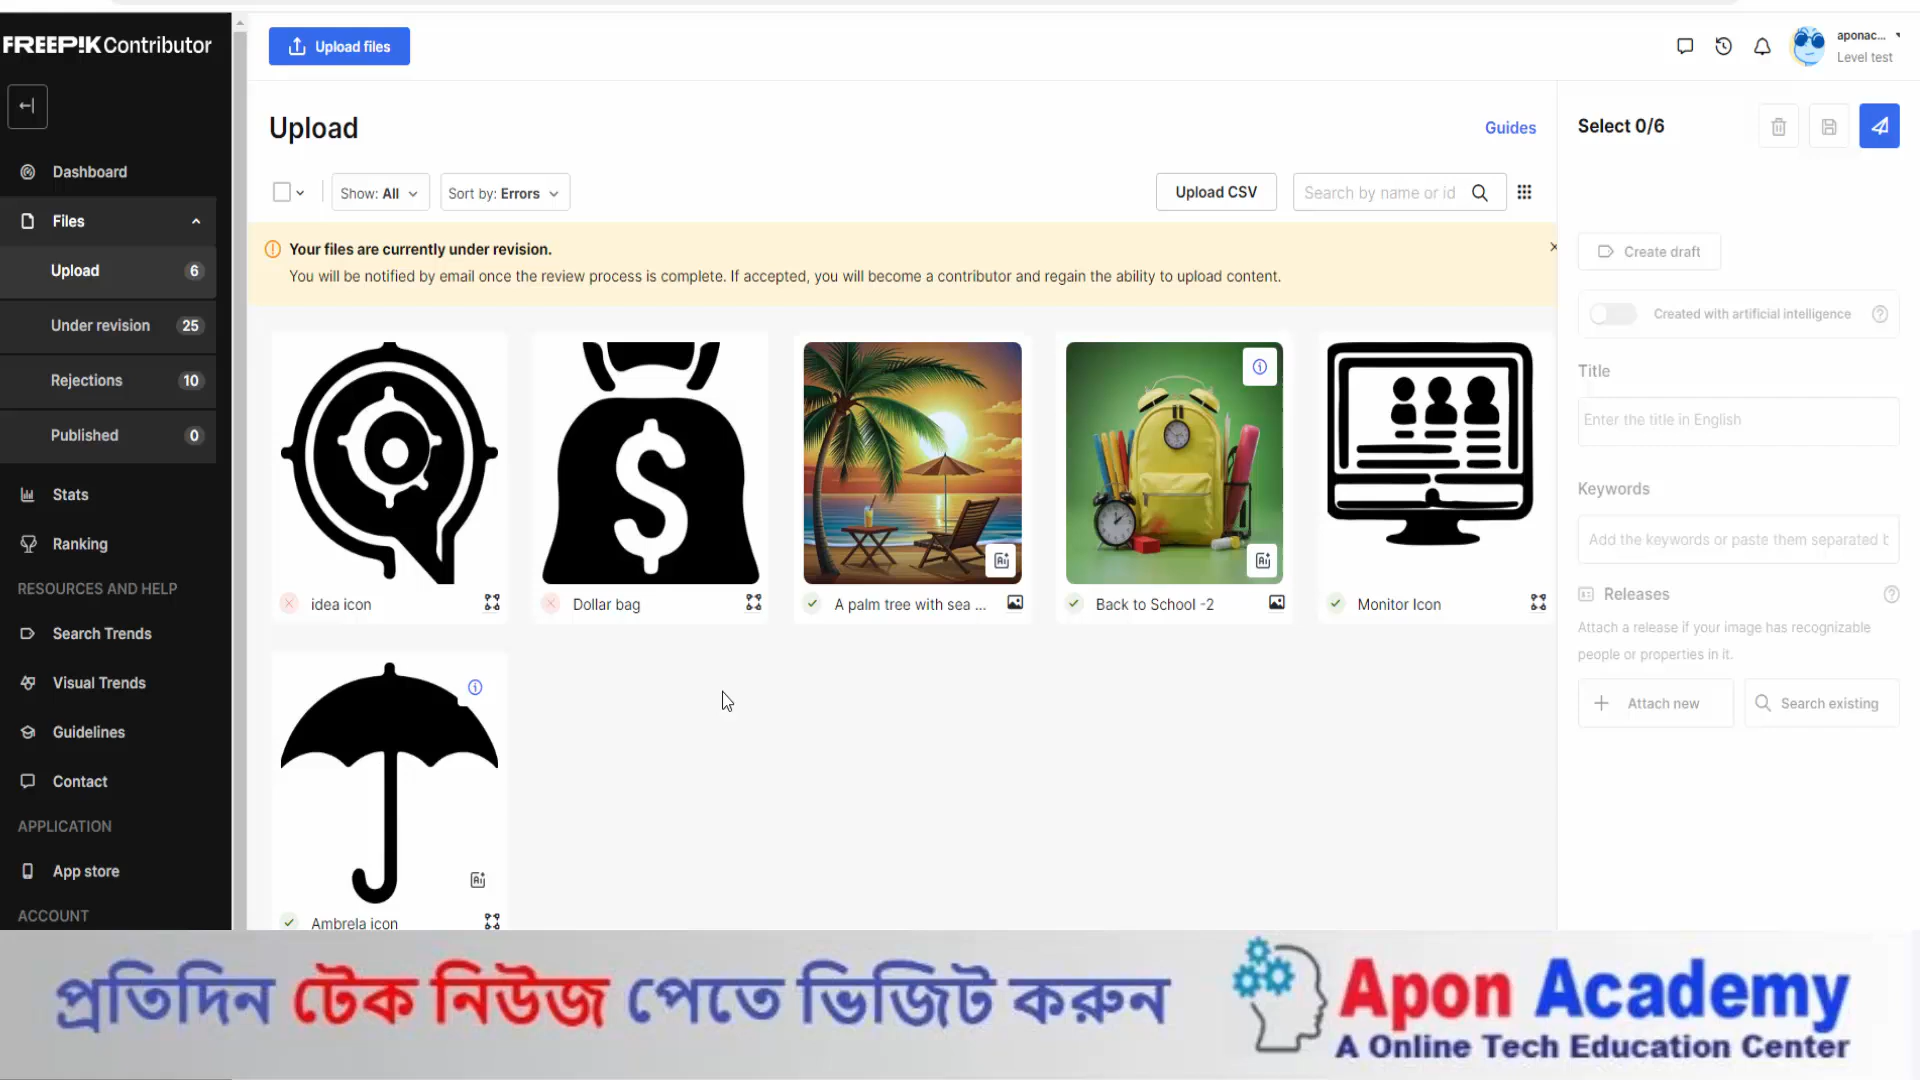 FREEP!K Contributor
Upload files
aponac...
Level test
Upload
Guides
Select 0/6
Dashboard
Show: All
Sort by: Errors
Upload CSV
Search by name or id
Files
Your files are currently under revision.
You will be notified by email once the review process is complete. If accepted, you will become a contributor and regain the ability to upload content.
Create draft
Upload 6
Under revision 25
Rejections 10
Published 0
Created with artificial intelligence
Title
Enter the title in English
Keywords
Add the keywords or paste them separated b
Stats
Ranking
RESOURCES AND HELP
Search Trends
Visual Trends
Guidelines
Contact
APPLICATION
App store
ACCOUNT
idea icon
Dollar bag
A palm tree with sea ...
Back to School -2
Monitor Icon
Ambrela icon
Releases
Attach a release if your image has recognizable
people or properties in it.
Attach new
Search existing
প্রতিদিন টেক নিউজ পেতে ভিজিট করুন
Apon Academy
A Online Tech Education Center